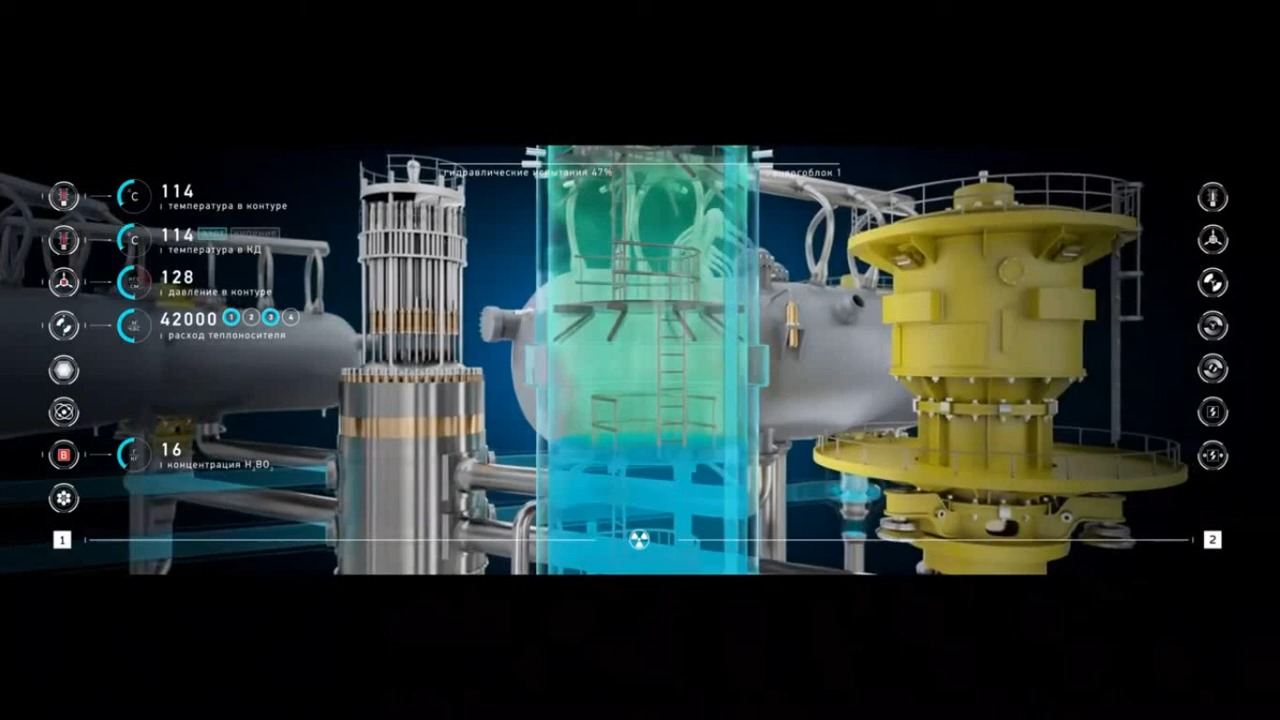 гидравлические испытания 47%
энергоблок 1
°C
114
температура в контуре
C
114
температура в КД
128
давление в контуре
42000 1 2 3 4
расход теплоносителя
B
16
концентрация H₃BO₃
1
2